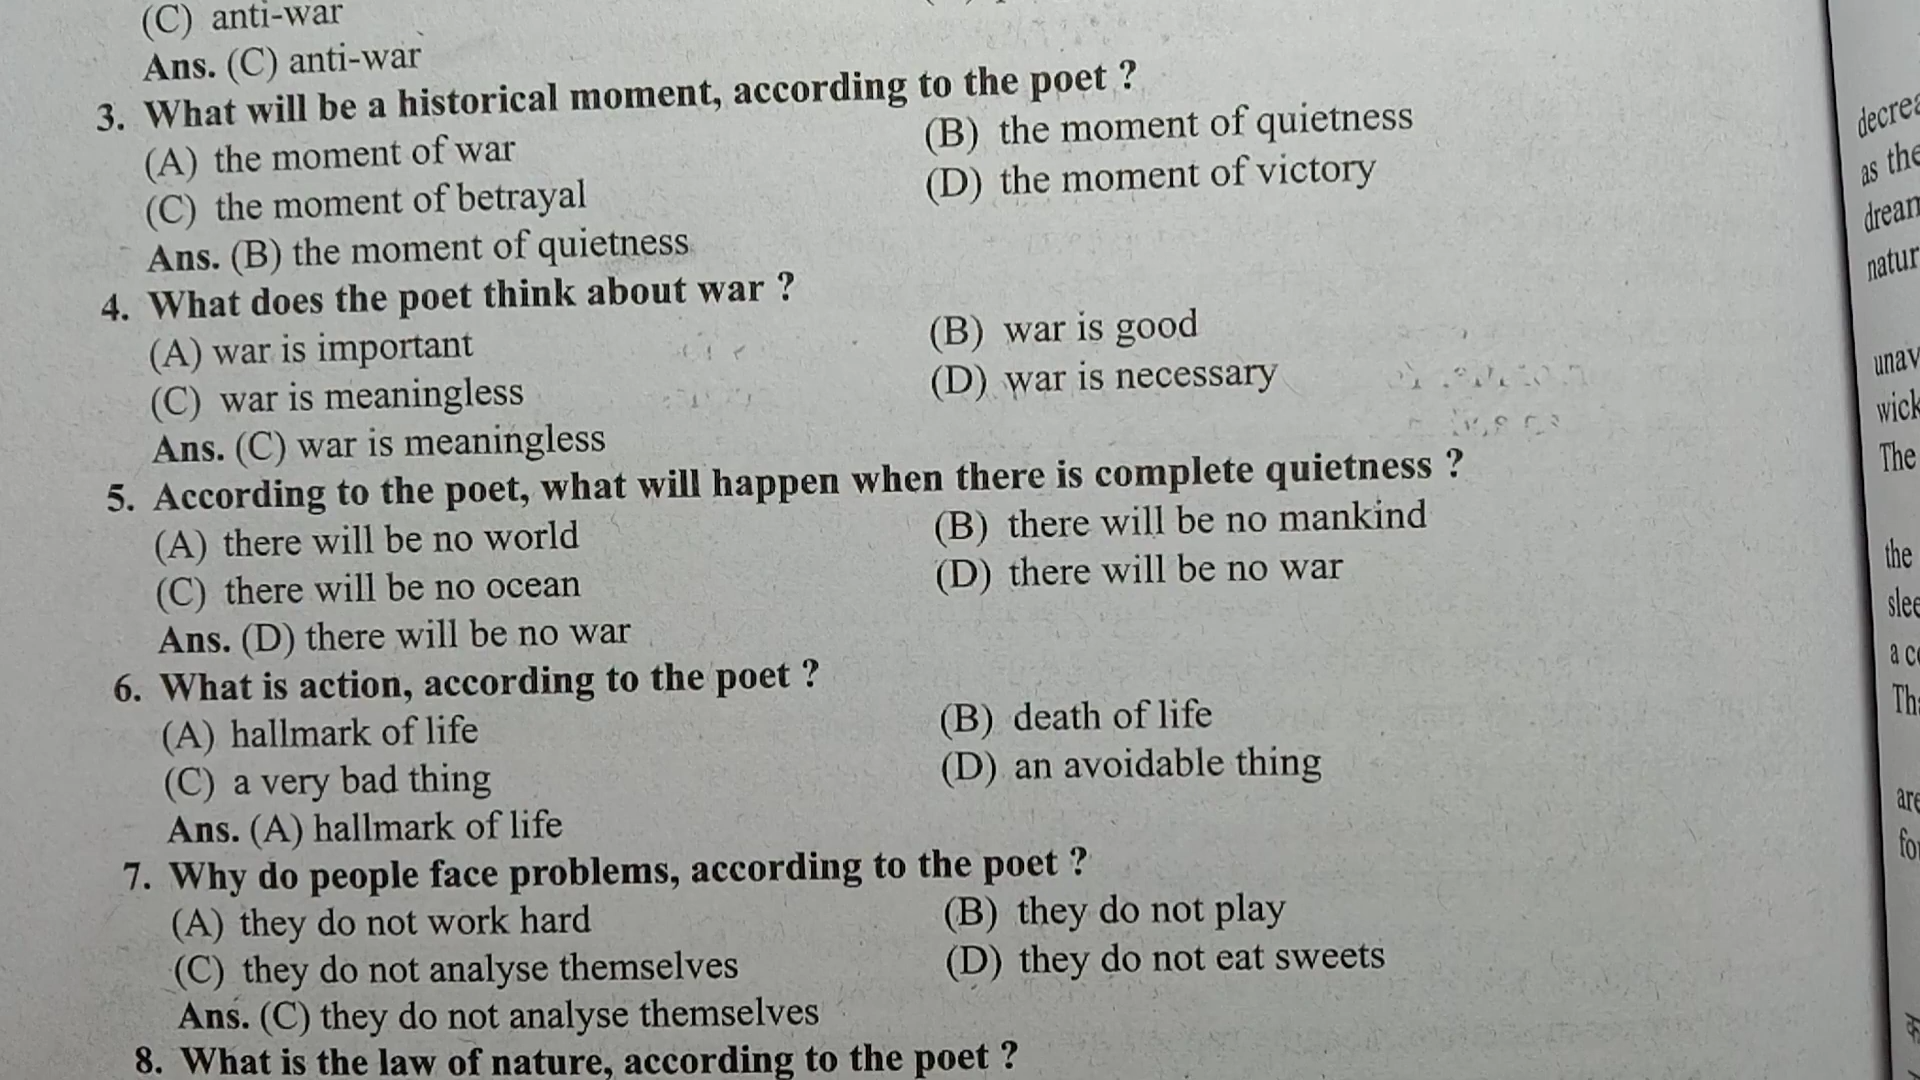 (C) anti-war
Ans. (C) anti-war
3. What will be a historical moment, according to the poet ?
(A) the moment of war (B) the moment of quietness
(C) the moment of betrayal (D) the moment of victory
Ans. (B) the moment of quietness
4. What does the poet think about war ?
(A) war is important (B) war is good
(C) war is meaningless (D) war is necessary
Ans. (C) war is meaningless
5. According to the poet, what will happen when there is complete quietness ?
(A) there will be no world (B) there will be no mankind
(C) there will be no ocean (D) there will be no war
Ans. (D) there will be no war
6. What is action, according to the poet ?
(A) hallmark of life (B) death of life
(C) a very bad thing (D) an avoidable thing
Ans. (A) hallmark of life
7. Why do people face problems, according to the poet ?
(A) they do not work hard (B) they do not play
(C) they do not analyse themselves (D) they do not eat sweets
Ans. (C) they do not analyse themselves
8. What is the law of nature, according to the poet ?
as the
The
the